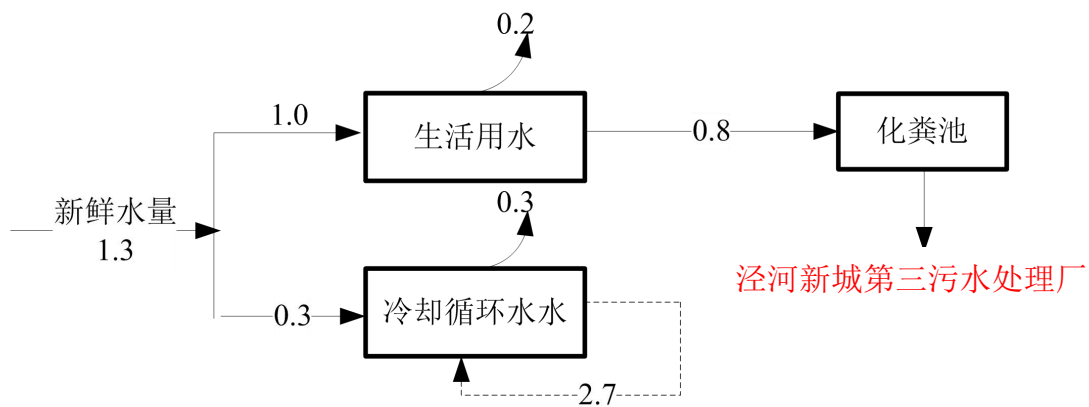 0.2
1.0
生活用水
0.8
化粪池
新鲜水量
1.3
0.3
泾河新城第三污水处理厂
0.3
冷却循环水水
2.7